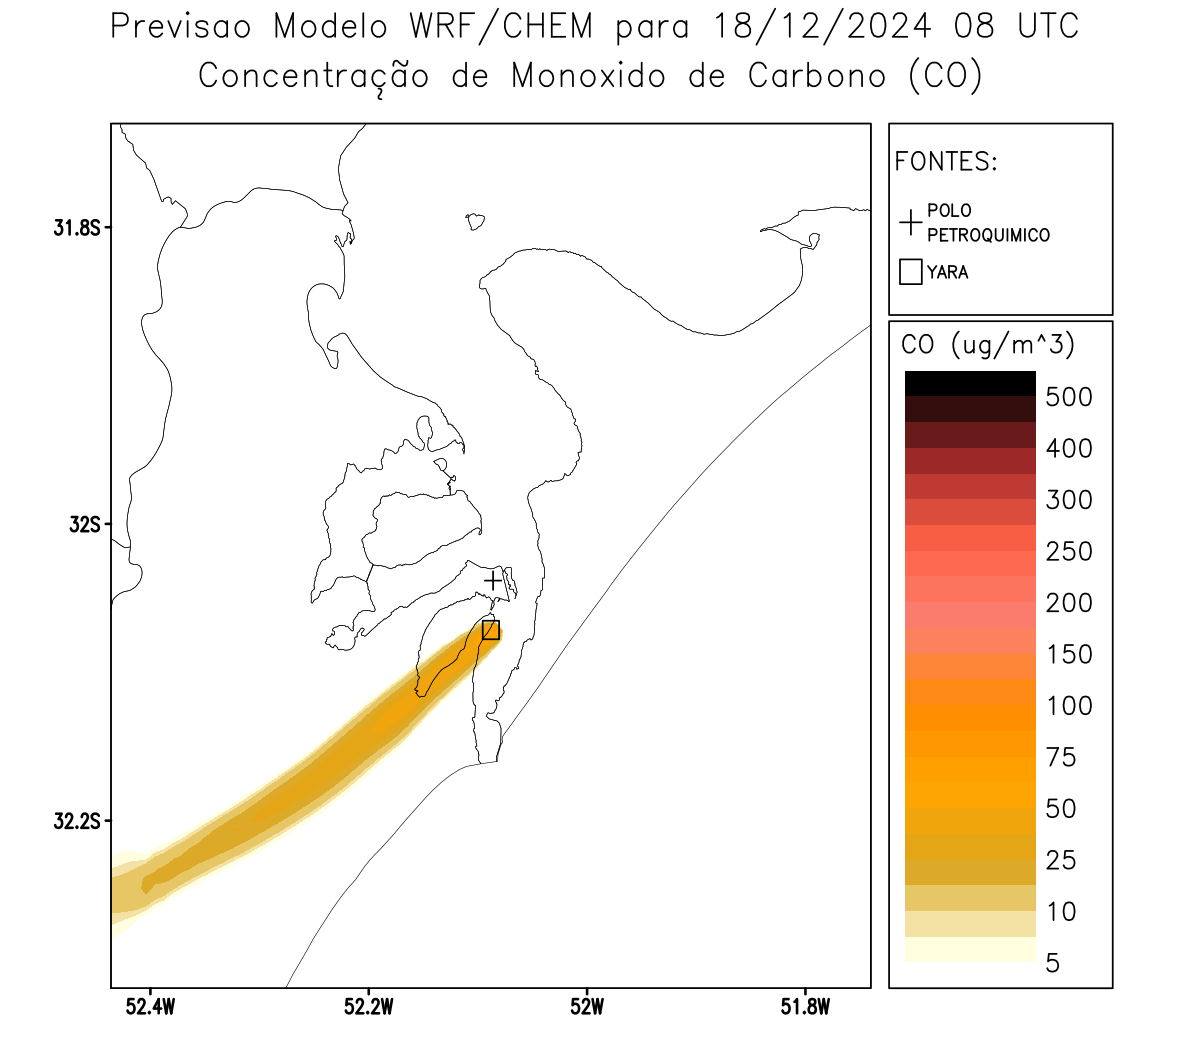 Previsao Modelo WRF/CHEM para 18/12/2024 08 UTC
Concentração de Monoxido de Carbono (CO)
FONTES:
POLO
PETROQUIMICO
YARA
CO (ug/m^3)
500
400
300
250
200
150
100
75
50
25
10
5
31.8S
32S
32.2S
52.4W
52.2W
52W
51.8W